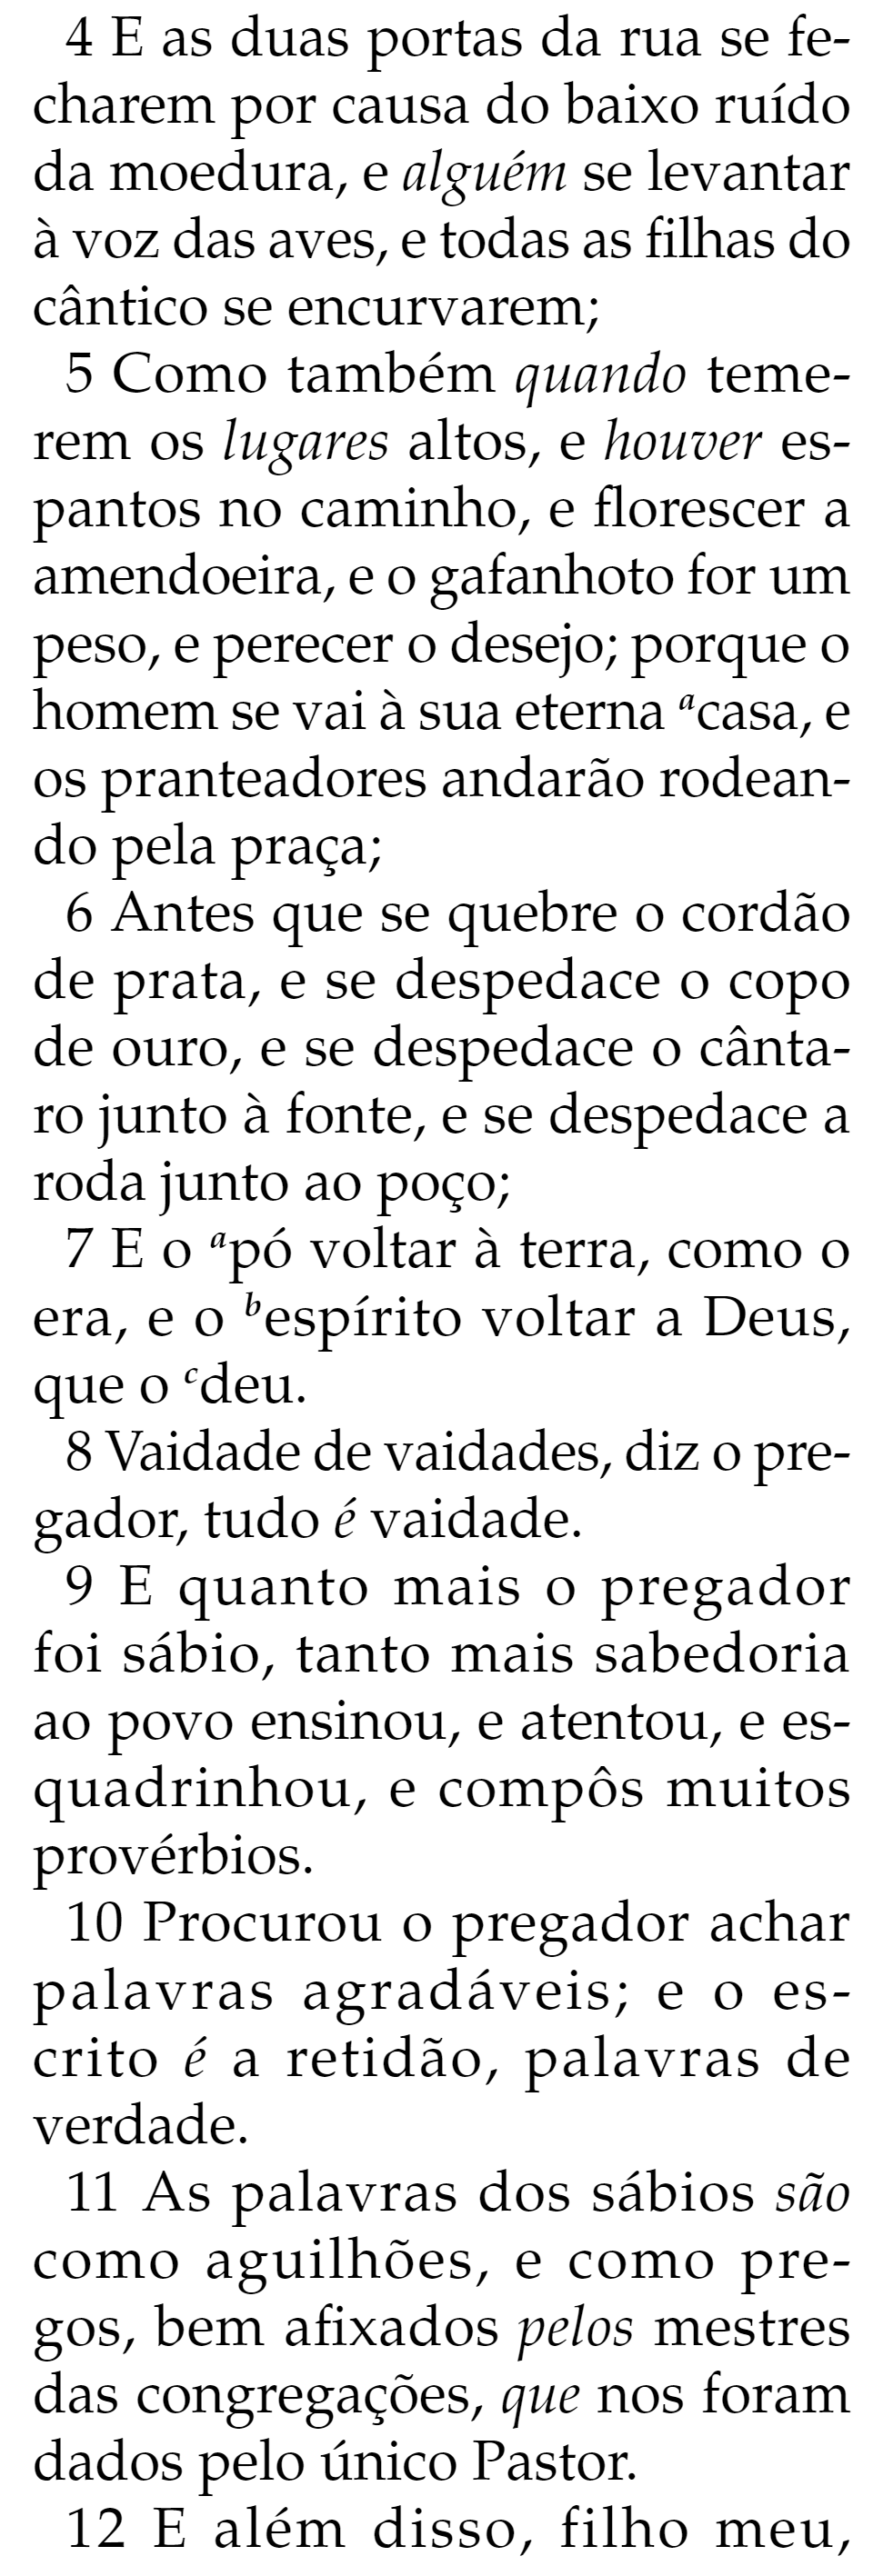 4 E as duas portas da rua se fe-
charem por causa do baixo ruído
da moedura, e alguém se levantar
à voz das aves, e todas as filhas do
cântico se encurvarem;
5 Como também quando teme-
rem os lugares altos, e houver es-
pantos no caminho, e florescer a
amendoeira, e o gafanhoto for um
peso, e perecer o desejo; porque o
homem se vai à sua eterna ᵃcasa, e
os pranteadores andarão rodean-
do pela praça;
6 Antes que se quebre o cordão
de prata, e se despedace o copo
de ouro, e se despedace o cânta-
ro junto à fonte, e se despedace a
roda junto ao poço;
7 E o ᵃpó voltar à terra, como o
era, e o ᵇespírito voltar a Deus,
que o ᶜdeu.
8 Vaidade de vaidades, diz o pre-
gador, tudo é vaidade.
9 E quanto mais o pregador
foi sábio, tanto mais sabedoria
ao povo ensinou, e atentou, e es-
quadrinhou, e compôs muitos
provérbios.
10 Procurou o pregador achar
palavras agradáveis; e o es-
crito é a retidão, palavras de
verdade.
11 As palavras dos sábios são
como aguilhões, e como pre-
gos, bem afixados pelos mestres
das congregações, que nos foram
dados pelo único Pastor.
12 E além disso, filho meu,